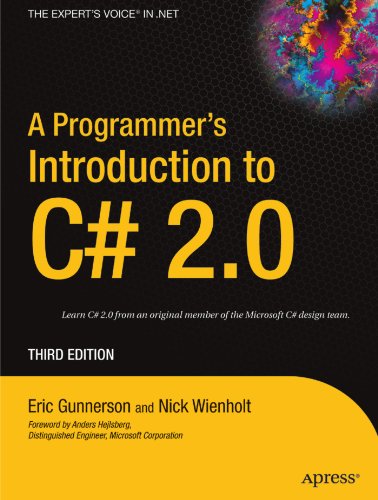 THE EXPERT'S VOICE® IN .NET
A Programmer's
Introduction to
C# 2.0
Learn C# 2.0 from an original member of the Microsoft C# design team.
THIRD EDITION
Eric Gunnerson and Nick Wienholt
Foreword by Anders Hejlsberg,
Distinguished Engineer, Microsoft Corporation
Apress®